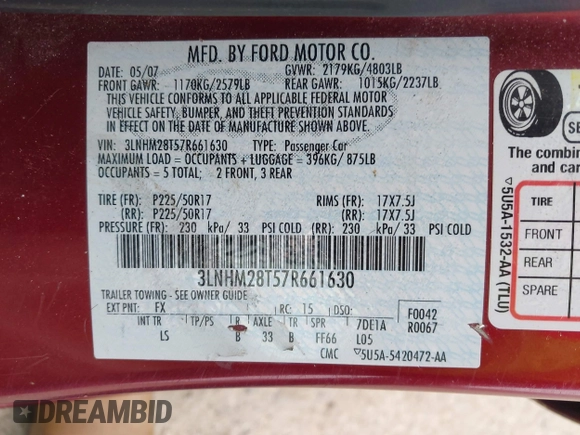 MFD. BY FORD MOTOR CO.
DATE: 05/07 GVWR: 2179KG/4803LB
FRONT GAWR: 1170KG/2579LB REAR GAWR: 1015KG/2237LB
THIS VEHICLE CONFORMS TO ALL APPLICABLE FEDERAL MOTOR
VEHICLE SAFETY, BUMPER, AND THEFT PREVENTION STANDARDS
IN EFFECT ON THE DATE OF MANUFACTURE SHOWN ABOVE.
VIN: 3LNHM28T57R661630 TYPE: Passenger Car
MAXIMUM LOAD = OCCUPANTS + LUGGAGE = 396KG/ 875LB
OCCUPANTS = 5 TOTAL; 2 FRONT, 3 REAR
TIRE (FR): P225/50R17 RIMS (FR): 17X7.5J
(RR): P225/50R17 (RR): 17X7.5J
PRESSURE (FR): 230 kPa/ 33 PSI COLD (RR): 230 kPa/ 33 PSI COLD
3LNHM28T57R661630
TRAILER TOWING - SEE OWNER GUIDE
EXT PNT: FX RC: 15 DSO: F0042
INT TR TP/PS R AXLE TR SPR 7DE1A R0067
LS B 33 B FF66 L05
CMC 5U5A-5420472-AA
5U5A-1532-AA (TLU)
The combin
and car
TIRE
FRONT
REAR
SPARE
DREAMBID